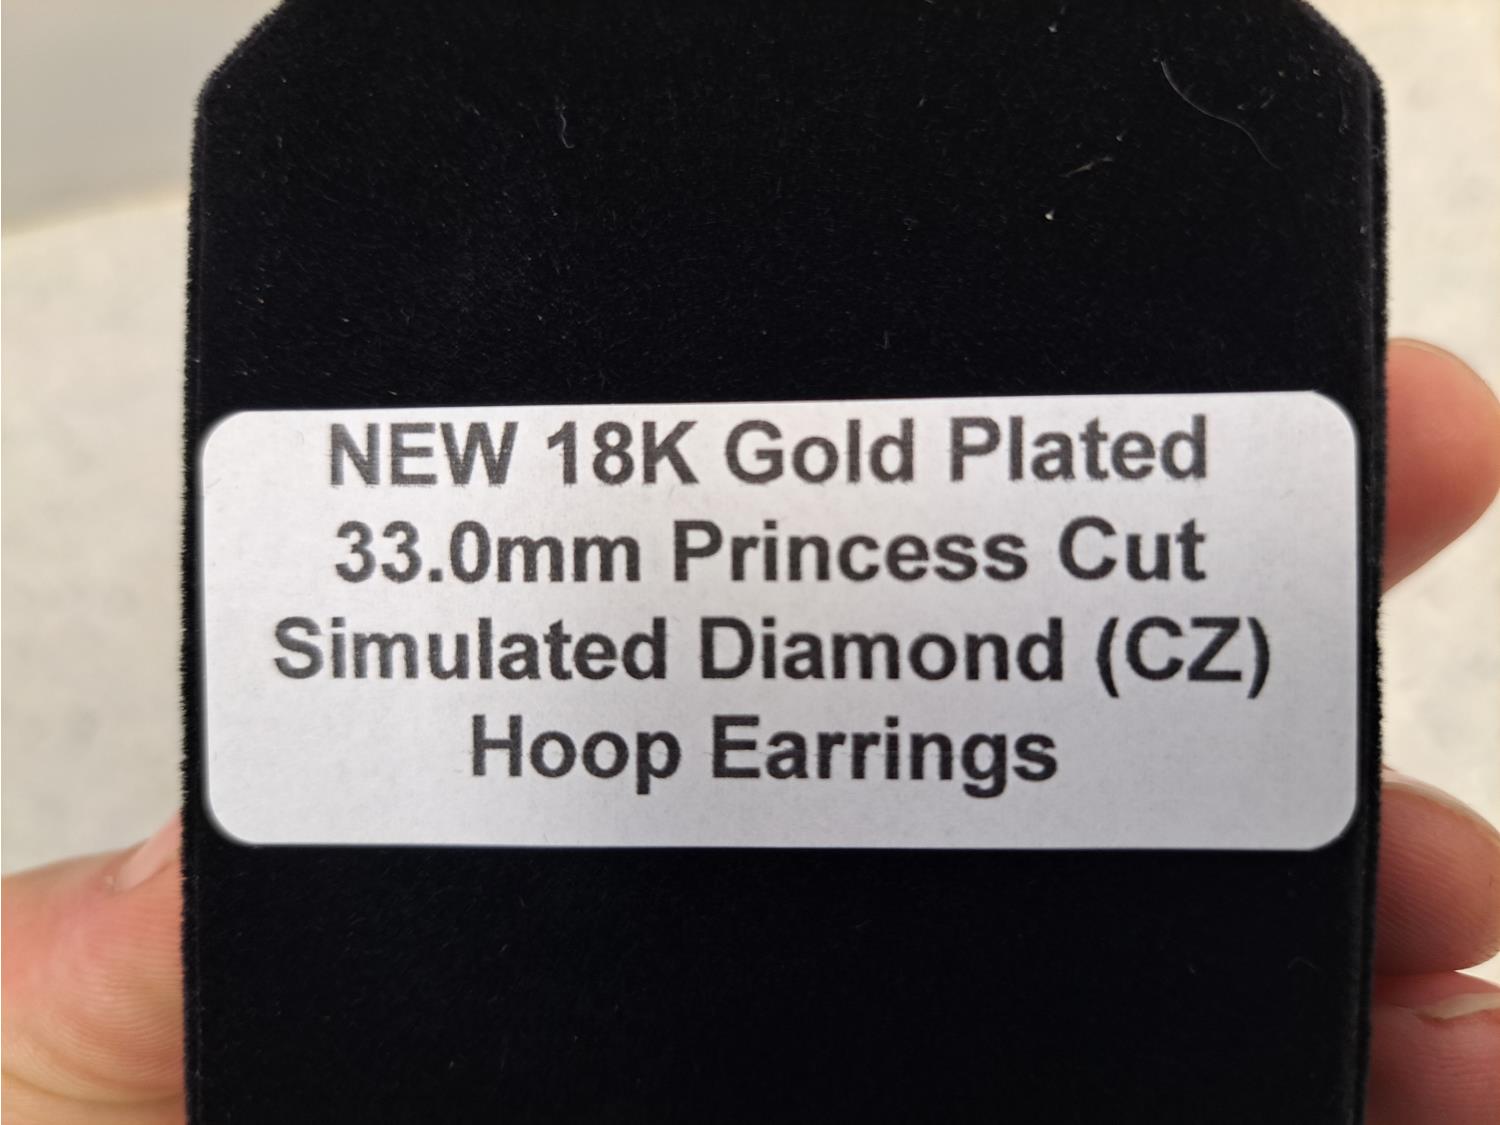 NEW 18K Gold Plated
33.0mm Princess Cut
Simulated Diamond (CZ)
Hoop Earrings